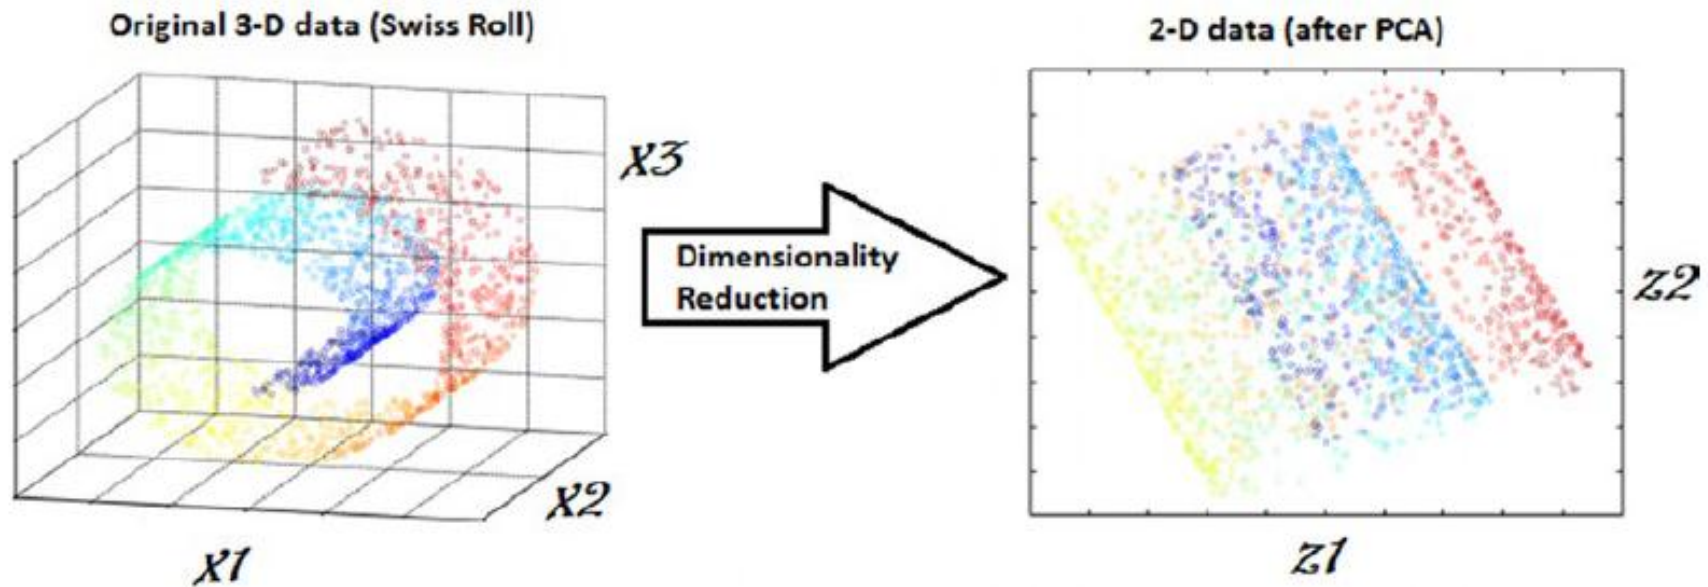 Original 3-D data (Swiss Roll)
2-D data (after PCA)
X3
Dimensionality
Reduction
z2
X2
X1
z1